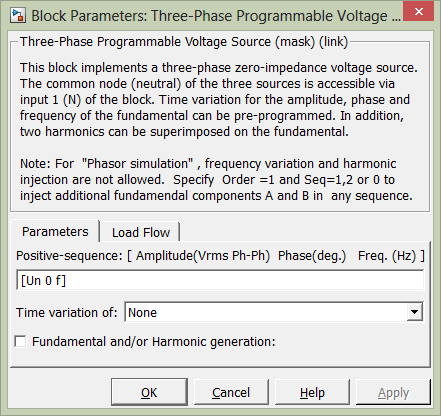 Block Parameters: Three-Phase Programmable Voltage ...
Three-Phase Programmable Voltage Source (mask) (link)
This block implements a three-phase zero-impedance voltage source.
The common node (neutral) of the three sources is accessible via
input 1 (N) of the block. Time variation for the amplitude, phase and
frequency of the fundamental can be pre-programmed. In addition,
two harmonics can be superimposed on the fundamental.
Note: For "Phasor simulation" , frequency variation and harmonic
injection are not allowed. Specify Order =1 and Seq=1,2 or 0 to
inject additional fundamendal components A and B in any sequence.
Parameters Load Flow
Positive-sequence: [ Amplitude(Vrms Ph-Ph) Phase(deg.) Freq. (Hz) ]
[Un 0 f]
Time variation of: None
Fundamental and/or Harmonic generation:
OK Cancel Help Apply